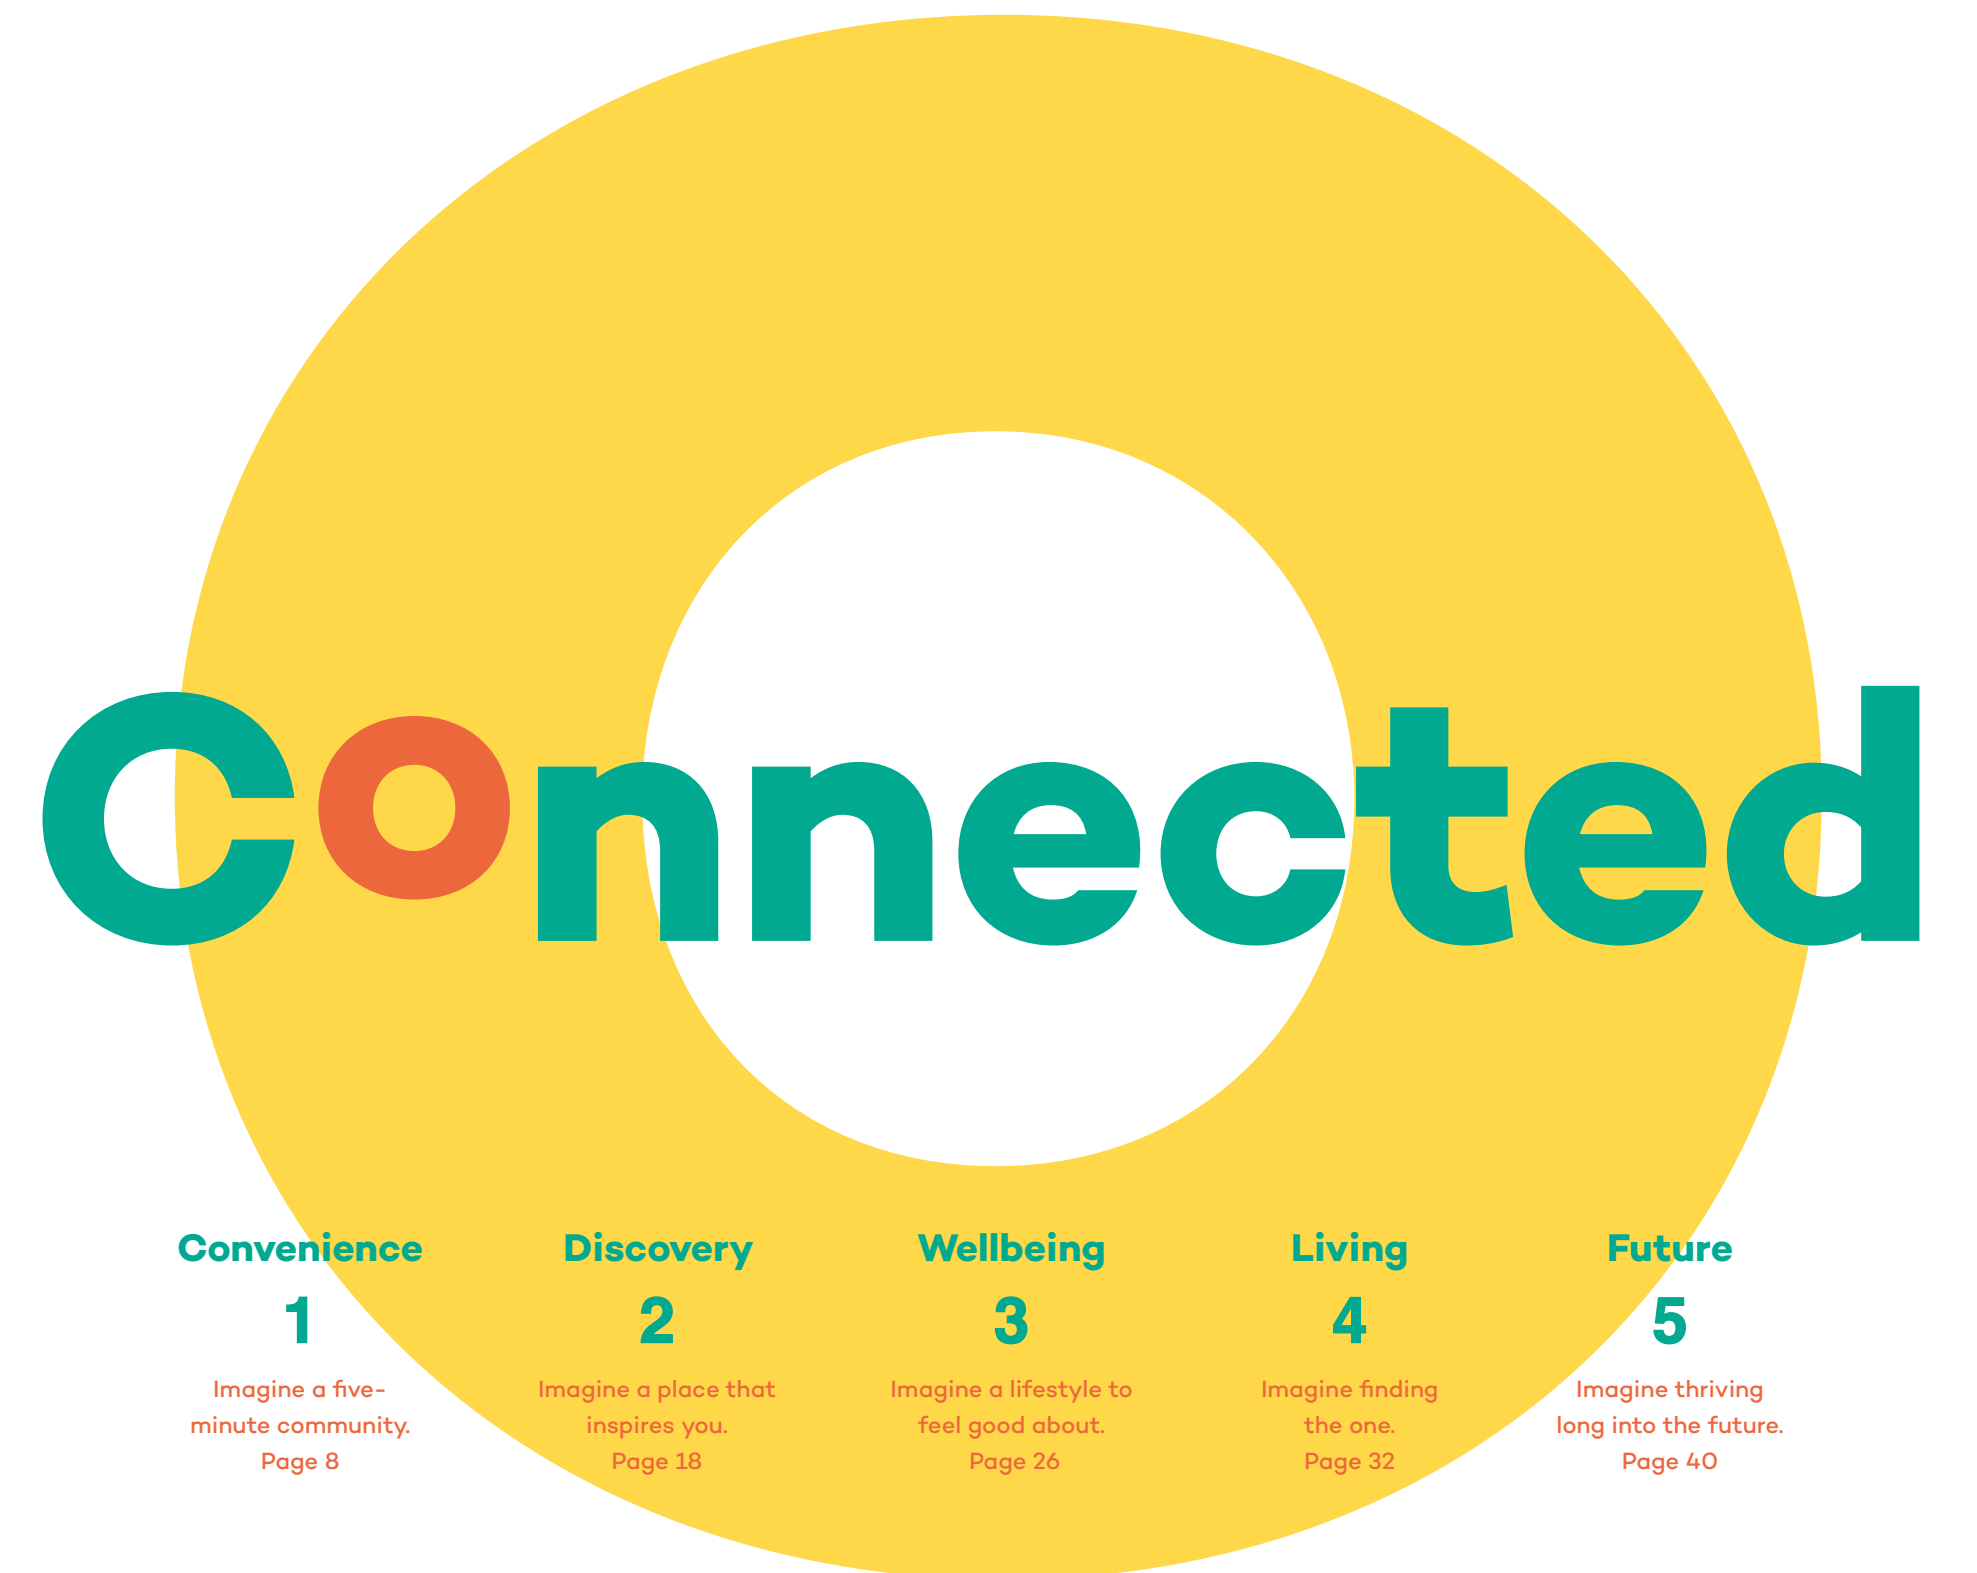 Connected
Convenience
1
Imagine a five-
minute community.
Page 8
Discovery
2
Imagine a place that
inspires you.
Page 18
Wellbeing
3
Imagine a lifestyle to
feel good about.
Page 26
Living
4
Imagine finding
the one.
Page 32
Future
5
Imagine thriving
long into the future.
Page 40